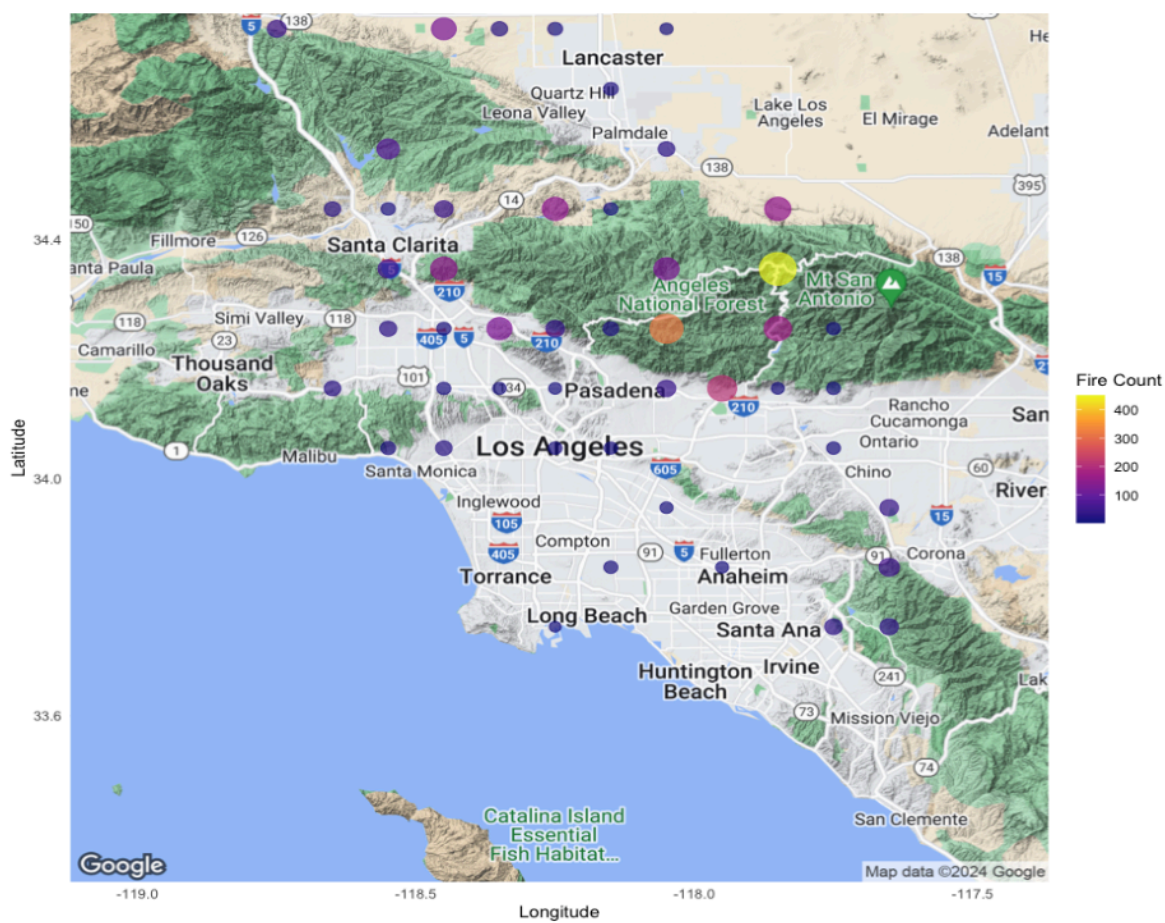 5
138
Lancaster
He
Quartz Hill
Leona Valley
Lake Los
Angeles
El Mirage
Palmdale
Adelant
138
395
14
150
34.4
Fillmore
126
Santa Clarita
138
anta Paula
5
15
210
Angeles
National Forest
Mt San
Antonio
118
Simi Valley
118
23
405
5
210
Camarillo
Thousand
Oaks
21
101
134
Pasadena
ne
210
Rancho
Cucamonga
San
Fire Count
400
300
200
100
1
Malibu
Los Angeles
Ontario
Santa Monica
605
Chino
60
34.0
Latitude
Inglewood
River
105
15
Compton
405
91
5
Fullerton
91
Corona
Torrance
Anaheim
Long Beach
Garden Grove
Santa Ana
Huntington
Beach
Irvine
241
Lak
33.6
73
Mission Viejo
74
Catalina Island
Essential
Fish Habitat...
San Clemente
Google
Map data ©2024 Google
-119.0
-118.5
-118.0
-117.5
Longitude